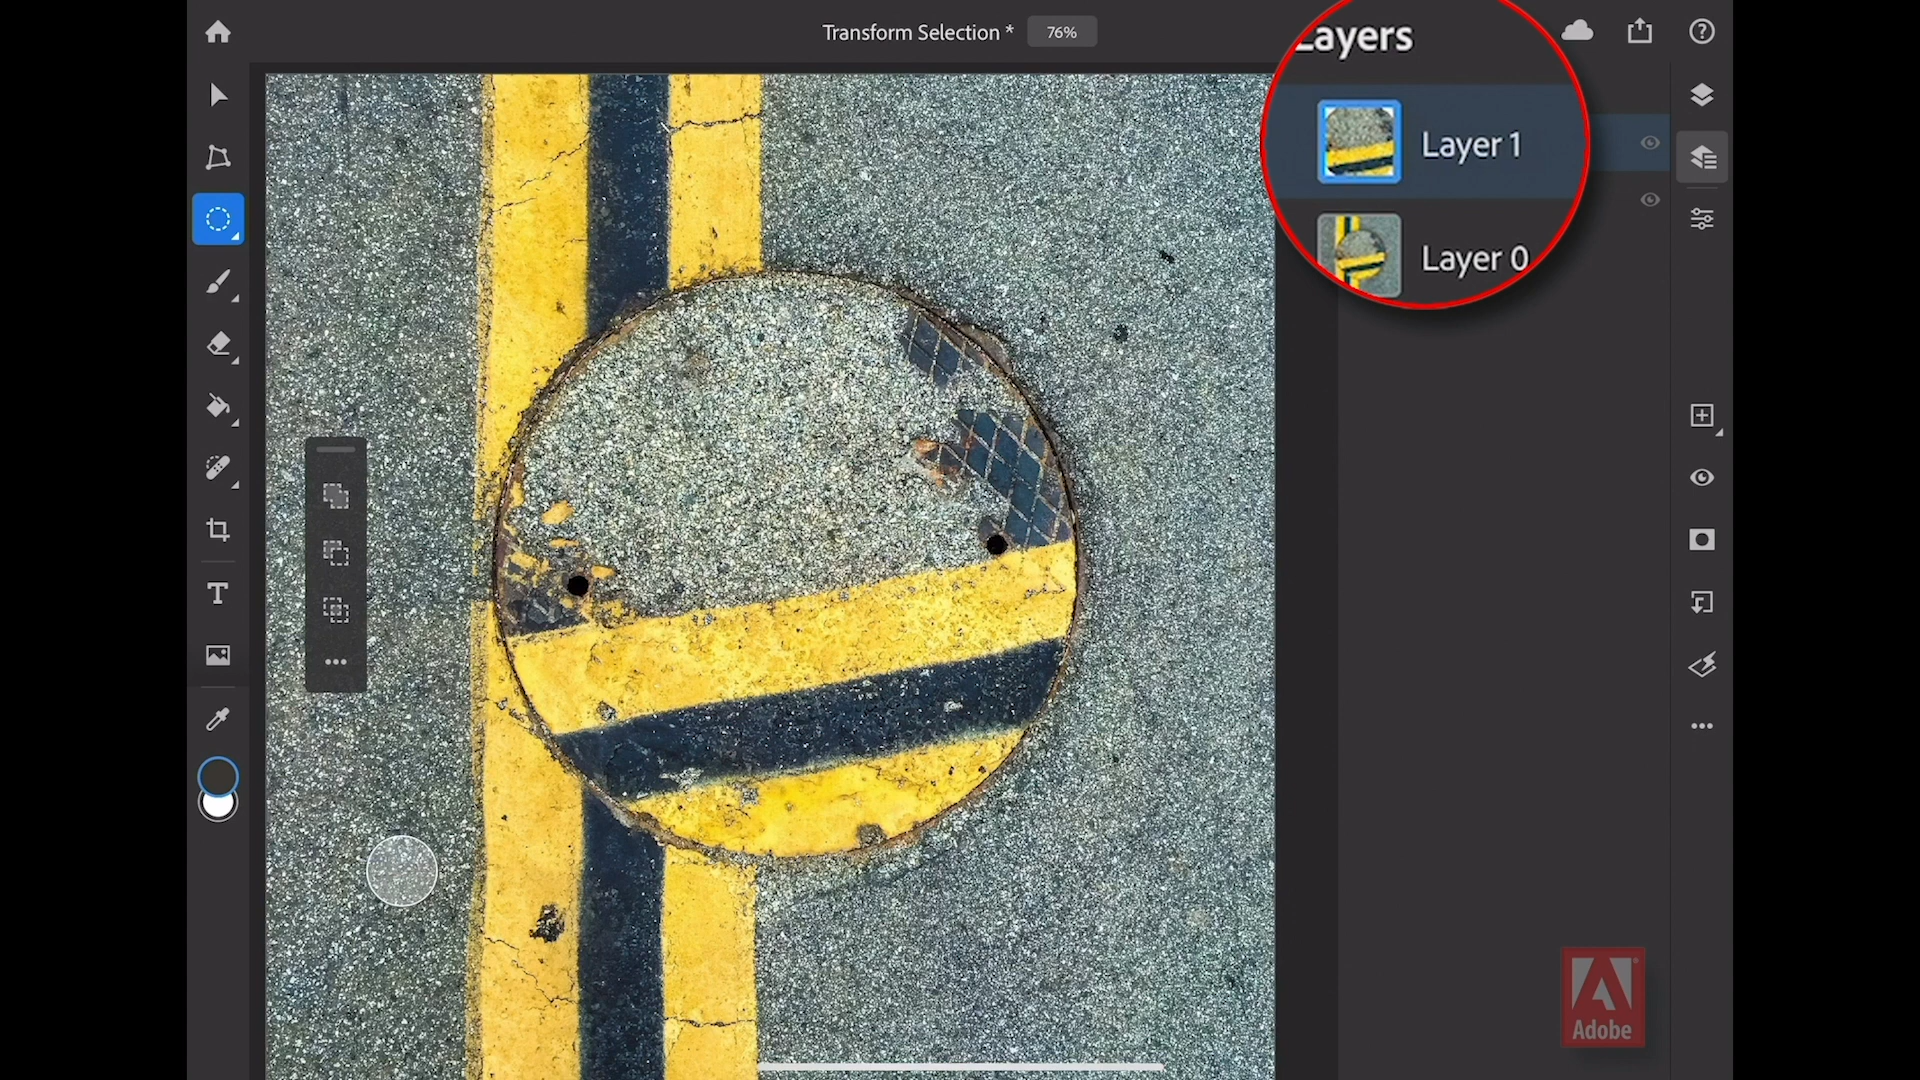 Transform Selection *
76%
Layers
Layer 1
Layer 0
T
Adobe